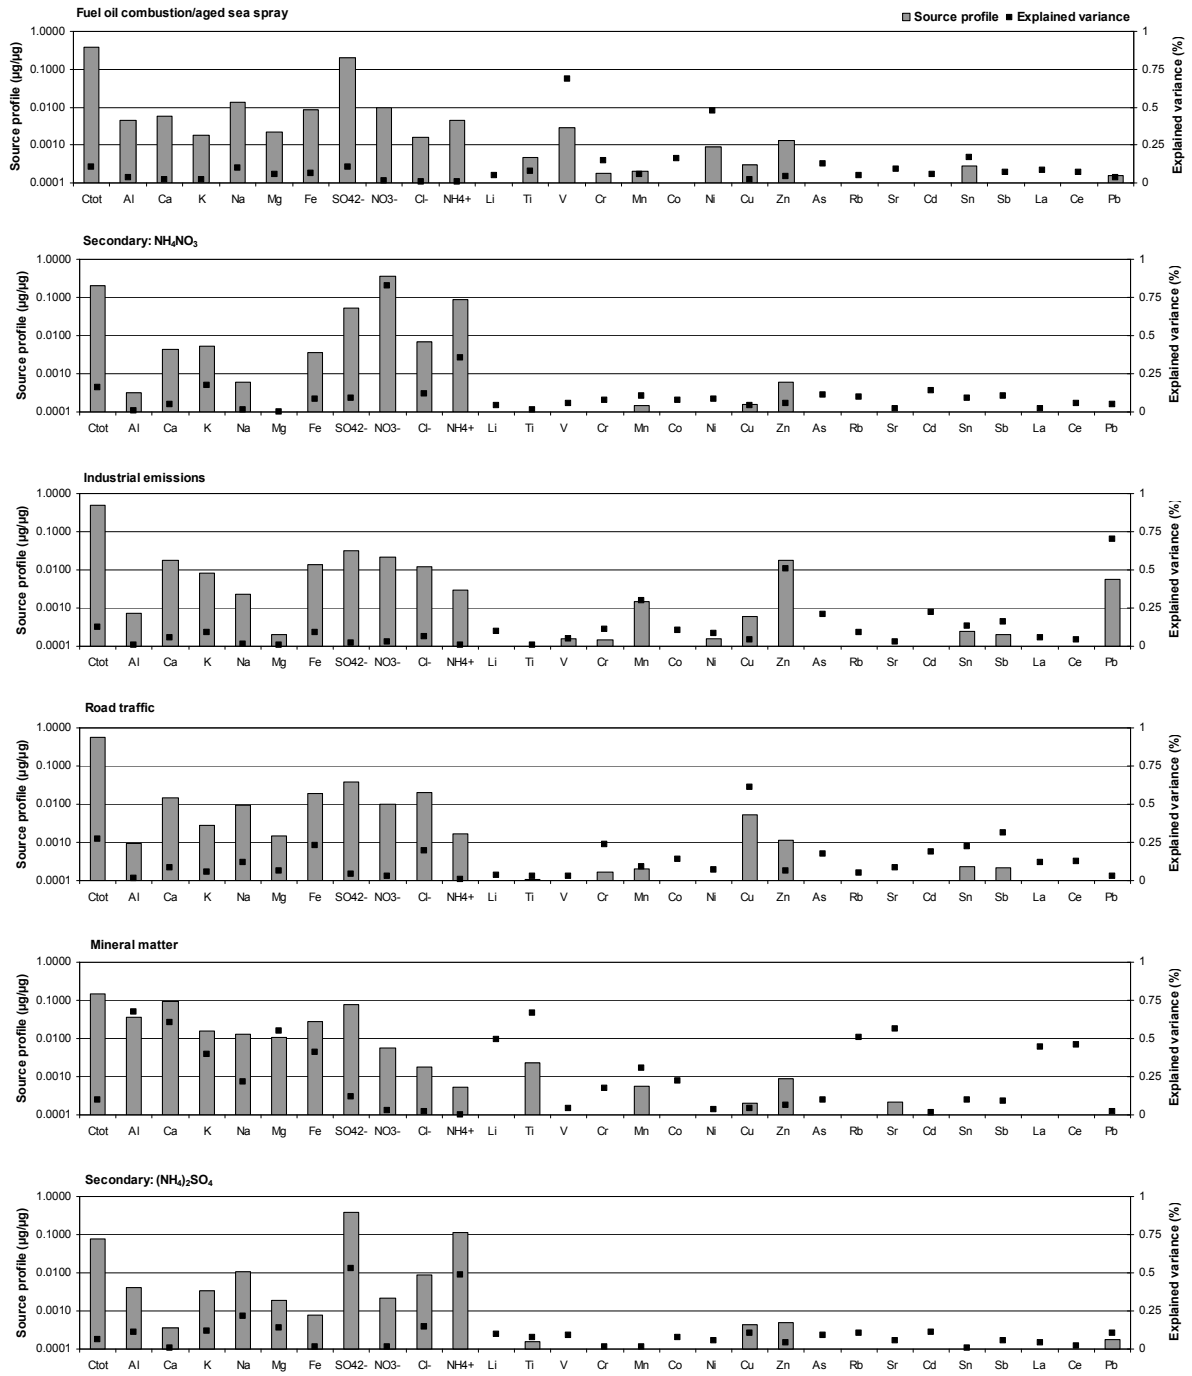 Fuel oil combustion/aged sea spray
Source profile Explained variance
Source profile (µg/µg)
1.0000
0.1000
0.0100
0.0010
0.0001
1
0.75
0.5
0.25
0
Explained variance (%)
Ctot Al Ca K Na Mg Fe SO42- NO3- Cl- NH4+ Li Ti V Cr Mn Co Ni Cu Zn As Rb Sr Cd Sn Sb La Ce Pb
Secondary: NH₄NO₃
Source profile (µg/µg)
1.0000
0.1000
0.0100
0.0010
0.0001
1
0.75
0.5
0.25
0
Explained variance (%)
Ctot Al Ca K Na Mg Fe SO42- NO3- Cl- NH4+ Li Ti V Cr Mn Co Ni Cu Zn As Rb Sr Cd Sn Sb La Ce Pb
Industrial emissions
Source profile (µg/µg)
1.0000
0.1000
0.0100
0.0010
0.0001
1
0.75
0.5
0.25
0
Explained variance (%)
Ctot Al Ca K Na Mg Fe SO42- NO3- Cl- NH4+ Li Ti V Cr Mn Co Ni Cu Zn As Rb Sr Cd Sn Sb La Ce Pb
Road traffic
Source profile (µg/µg)
1.0000
0.1000
0.0100
0.0010
0.0001
1
0.75
0.5
0.25
0
Explained variance (%)
Ctot Al Ca K Na Mg Fe SO42- NO3- Cl- NH4+ Li Ti V Cr Mn Co Ni Cu Zn As Rb Sr Cd Sn Sb La Ce Pb
Mineral matter
Source profile (µg/µg)
1.0000
0.1000
0.0100
0.0010
0.0001
1
0.75
0.5
0.25
0
Explained variance (%)
Ctot Al Ca K Na Mg Fe SO42- NO3- Cl- NH4+ Li Ti V Cr Mn Co Ni Cu Zn As Rb Sr Cd Sn Sb La Ce Pb
Secondary: (NH₄)₂SO₄
Source profile (µg/µg)
1.0000
0.1000
0.0100
0.0010
0.0001
1
0.75
0.5
0.25
0
Explained variance (%)
Ctot Al Ca K Na Mg Fe SO42- NO3- Cl- NH4+ Li Ti V Cr Mn Co Ni Cu Zn As Rb Sr Cd Sn Sb La Ce Pb